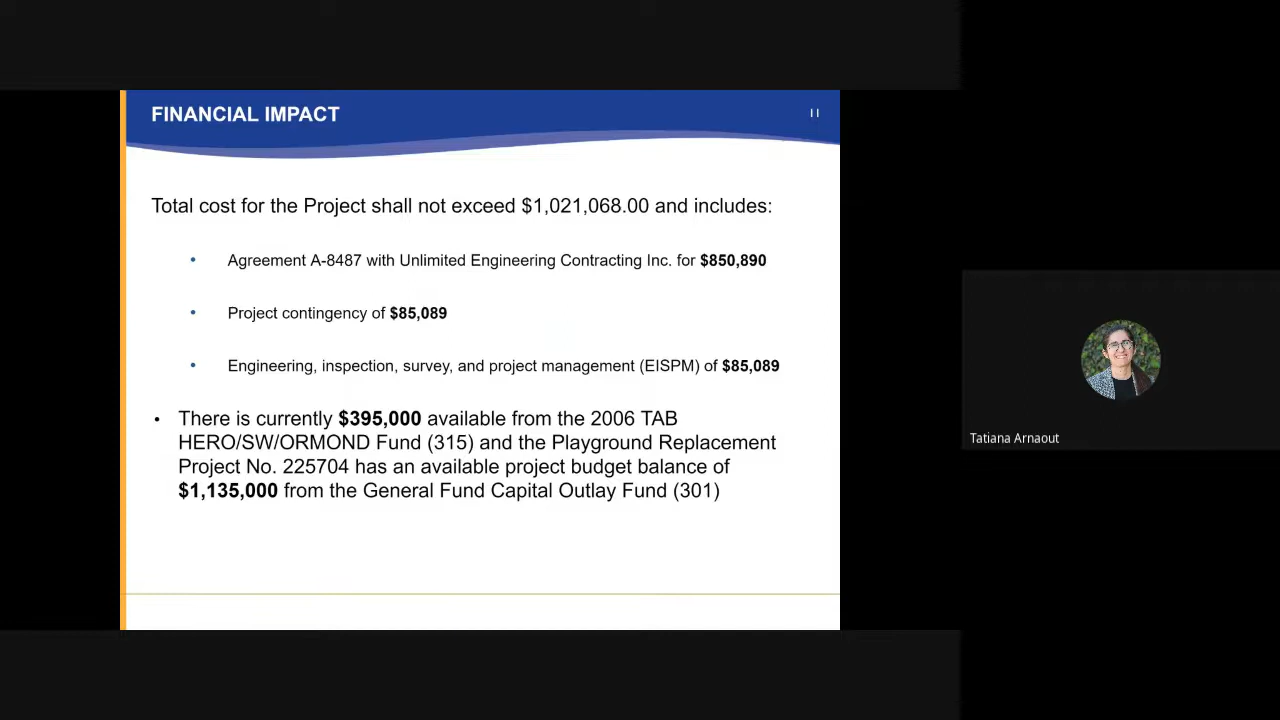 FINANCIAL IMPACT
11
Total cost for the Project shall not exceed $1,021,068.00 and includes:
• Agreement A-8487 with Unlimited Engineering Contracting Inc. for $850,890
• Project contingency of $85,089
• Engineering, inspection, survey, and project management (EISPM) of $85,089
• There is currently $395,000 available from the 2006 TAB
HERO/SW/ORMOND Fund (315) and the Playground Replacement
Project No. 225704 has an available project budget balance of
$1,135,000 from the General Fund Capital Outlay Fund (301)
Tatiana Arnaout